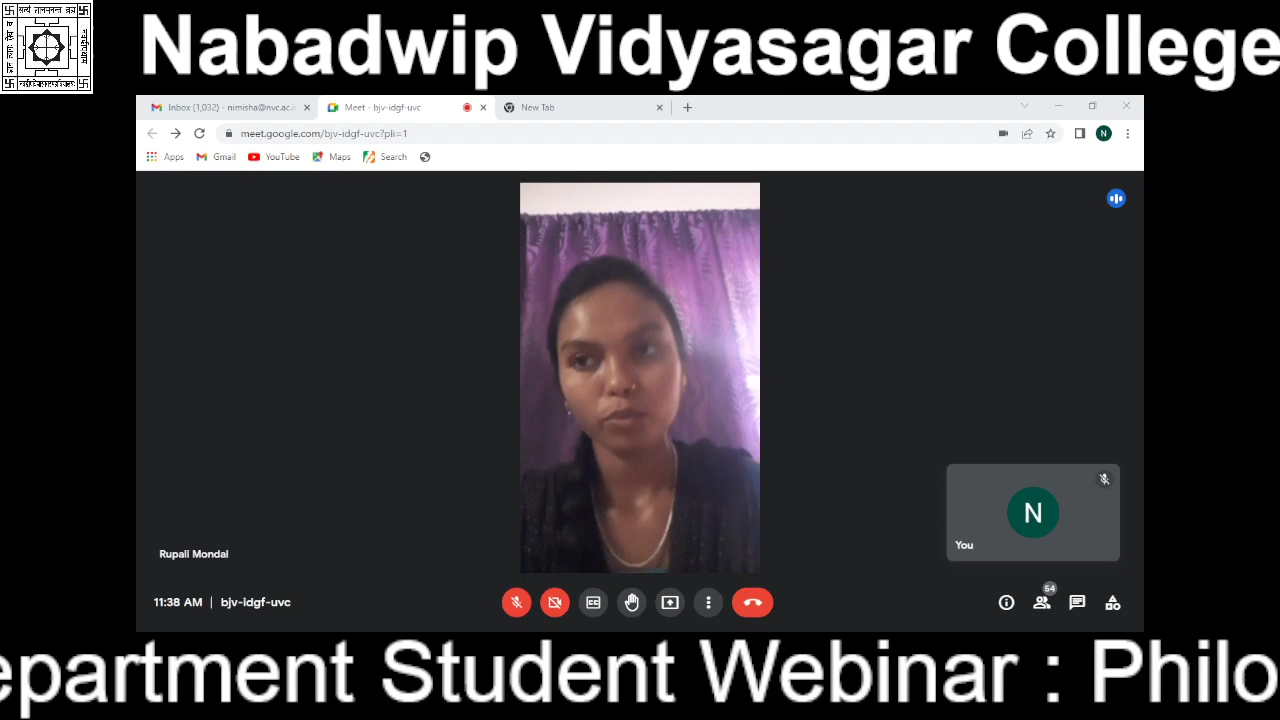 Nabadwip Vidyasagar College
Inbox (1,032) - nimisha@nvc.ac.i
Meet - bjv-idgf-uvc
New Tab
meet.google.com/bjv-idgf-uvc?pli=1
N
Apps
Gmail
YouTube
Maps
Search
N
You
Rupali Mondal
11:38 AM | bjv-idgf-uvc
CC
54
epartment Student Webinar : Philo